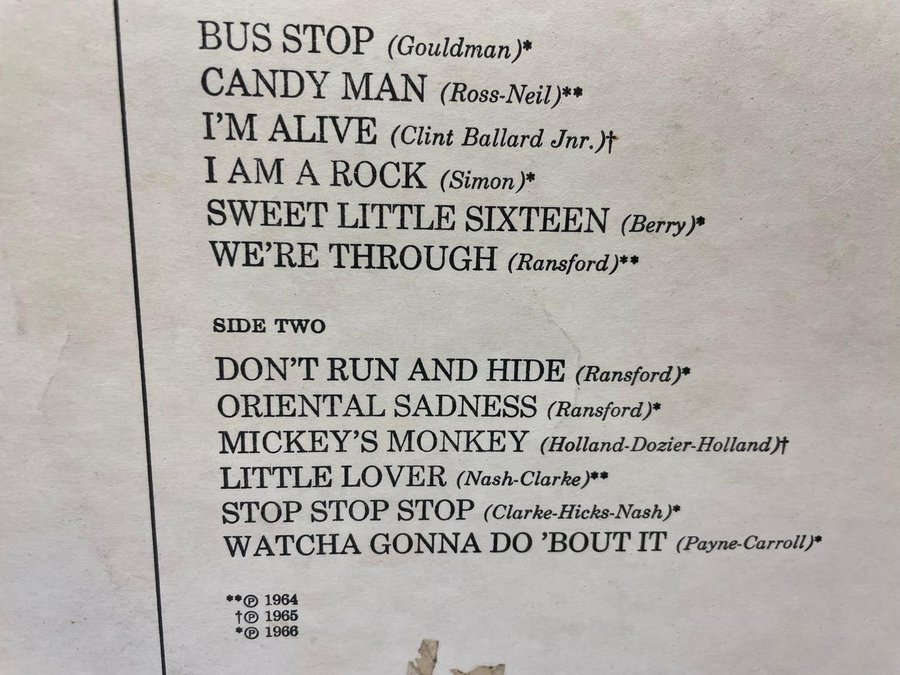 BUS STOP (Gouldman)*
CANDY MAN (Ross-Neil)**
I'M ALIVE (Clint Ballard Jnr.)†
I AM A ROCK (Simon)*
SWEET LITTLE SIXTEEN (Berry)*
WE'RE THROUGH (Ransford)**
SIDE TWO
DON'T RUN AND HIDE (Ransford)*
ORIENTAL SADNESS (Ransford)*
MICKEY'S MONKEY (Holland-Dozier-Holland)†
LITTLE LOVER (Nash-Clarke)**
STOP STOP STOP (Clarke-Hicks-Nash)*
WATCHA GONNA DO 'BOUT IT (Payne-Carroll)*
**℗ 1964
†℗ 1965
*℗ 1966